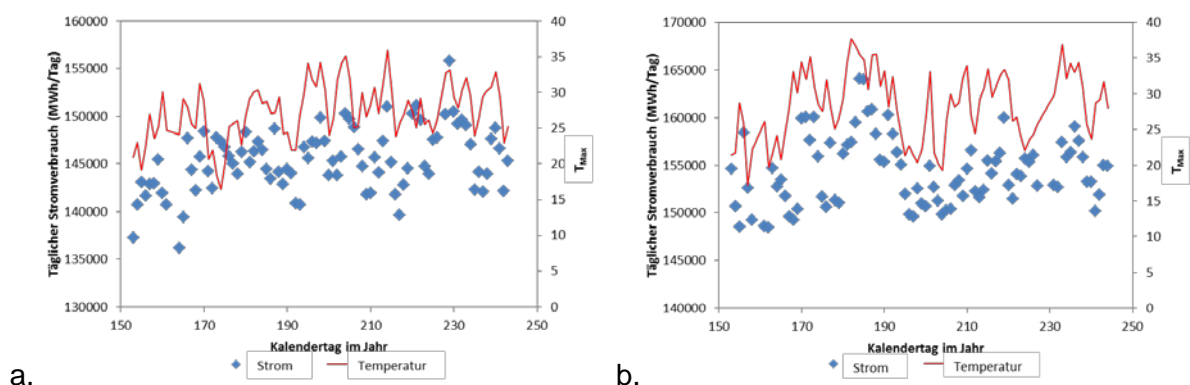 Täglicher Stromverbrauch (MWh/Tag)
160000
155000
150000
145000
140000
135000
130000
40
35
30
25
20
15
10
5
0
T Max
150 170 190 210 230 250
Kalendertag im Jahr
Strom Temperatur
a.
Täglicher Stromverbrauch (MWh/Tag)
170000
165000
160000
155000
150000
145000
140000
40
35
30
25
20
15
10
5
0
T Max
150 170 190 210 230 250
Kalendertag im Jahr
Strom Temperatur
b.